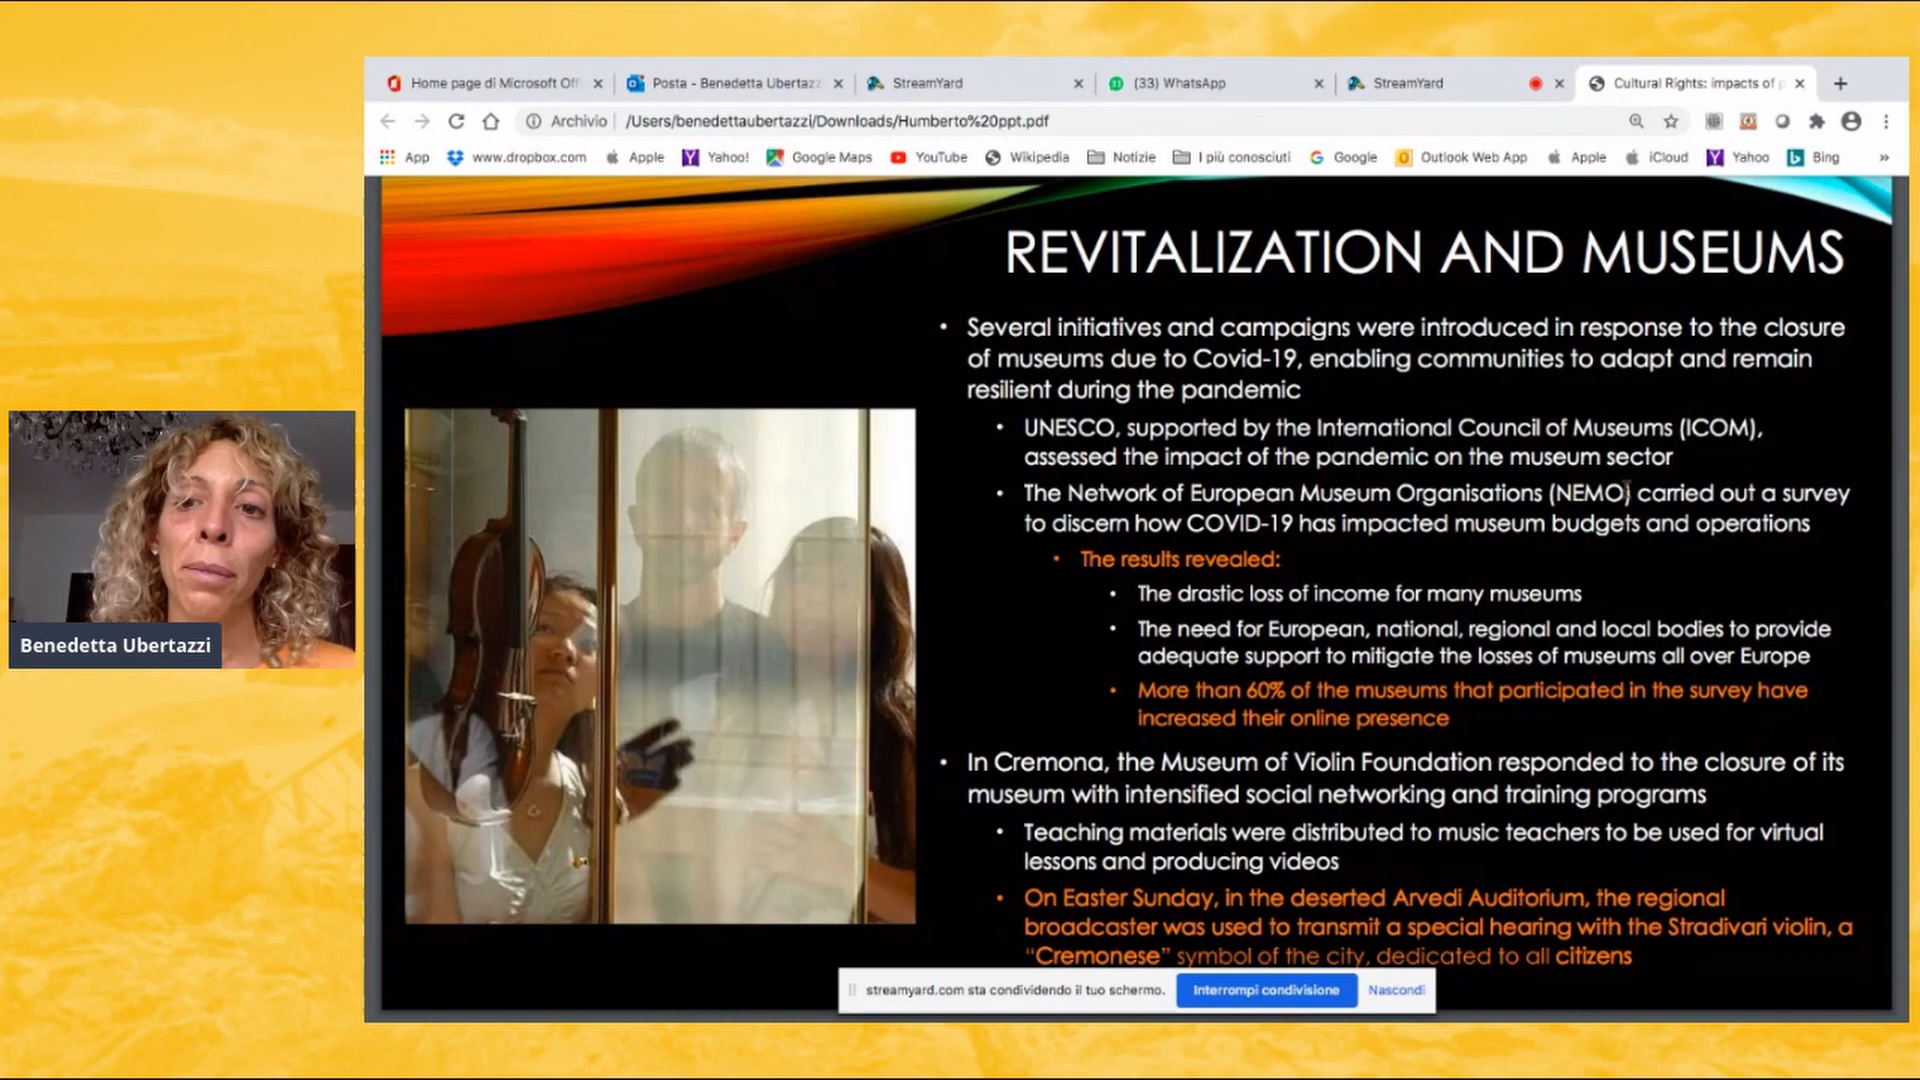 Home page di Microsoft Off
Posta - Benedetta Ubertazz
StreamYard
(33) WhatsApp
StreamYard
Cultural Rights: impacts of p
Archivio
/Users/benedettaubertazzi/Downloads/Humberto%20ppt.pdf
App
www.dropbox.com
Apple
Yahoo!
Google Maps
YouTube
Wikipedia
Notizie
I più conosciuti
Google
Outlook Web App
Apple
iCloud
Yahoo
Bing
REVITALIZATION AND MUSEUMS
• Several initiatives and campaigns were introduced in response to the closure
of museums due to Covid-19, enabling communities to adapt and remain
resilient during the pandemic
• UNESCO, supported by the International Council of Museums (ICOM),
assessed the impact of the pandemic on the museum sector
• The Network of European Museum Organisations (NEMO) carried out a survey
to discern how COVID-19 has impacted museum budgets and operations
• The results revealed:
• The drastic loss of income for many museums
• The need for European, national, regional and local bodies to provide
adequate support to mitigate the losses of museums all over Europe
• More than 60% of the museums that participated in the survey have
increased their online presence
• In Cremona, the Museum of Violin Foundation responded to the closure of its
museum with intensified social networking and training programs
• Teaching materials were distributed to music teachers to be used for virtual
lessons and producing videos
• On Easter Sunday, in the deserted Arvedi Auditorium, the regional
broadcaster was used to transmit a special hearing with the Stradivari violin, a
“Cremonese” symbol of the city, dedicated to all citizens
Benedetta Ubertazzi
streamyard.com sta condividendo il tuo schermo.
Interrompi condivisione
Nascondi